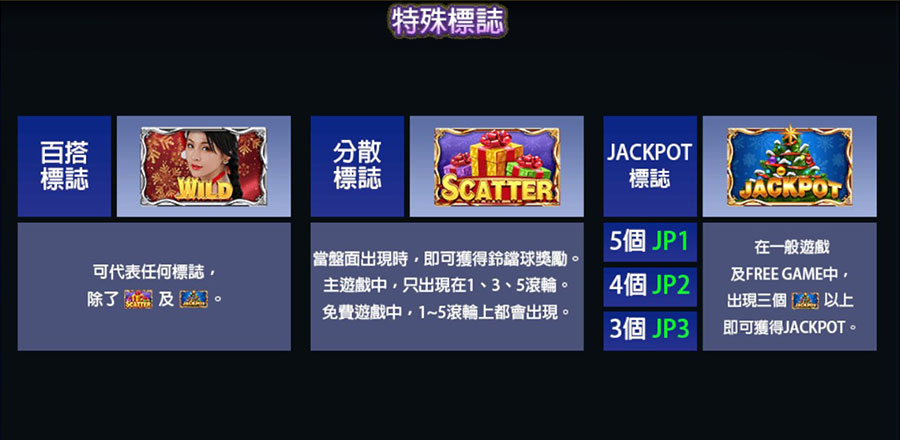 特殊標誌
百搭
標誌
WILD
可代表任何標誌，
除了 SCATTER 及 JACKPOT 。
分散
標誌
SCATTER
當盤面出現時，即可獲得鈴鐺球獎勵。
主遊戲中，只出現在1、3、5滾輪。
免費遊戲中，1~5滾輪上都會出現。
JACKPOT
標誌
JACKPOT
5個 JP1
4個 JP2
3個 JP3
在一般遊戲
及FREE GAME中，
出現三個 JACKPOT 以上
即可獲得JACKPOT。